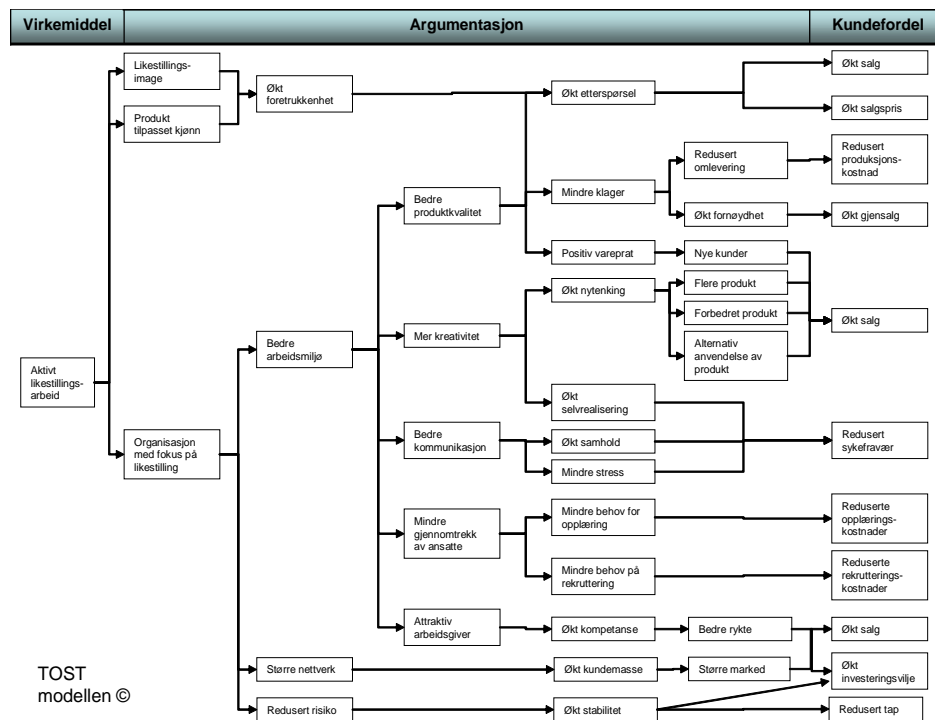 Virkemiddel
Argumentasjon
Kundefordel
Likestillings-
image
Produkt
tilpasset kjønn
Økt
foretrukkenhet
Økt etterspørsel
Økt salg
Økt salgspris
Redusert
omlevering
Redusert
produksjons-
kostnad
Mindre klager
Bedre
produktkvalitet
Økt fornøydhet
Økt gjensalg
Positiv vareprat
Nye kunder
Økt nytenking
Flere produkt
Forbedret produkt
Økt salg
Mer kreativitet
Alternativ
anvendelse av
produkt
Bedre
arbeidsmiljø
Aktivt
likestillings-
arbeid
Økt
selvrealisering
Organisasjon
med fokus på
likestilling
Bedre
kommunikasjon
Økt samhold
Mindre stress
Redusert
sykefravær
Mindre
gjennomtrekk
av ansatte
Mindre behov for
opplæring
Reduserte
opplærings-
kostnader
Mindre behov på
rekruttering
Reduserte
rekrutterings-
kostnader
Attraktiv
arbeidsgiver
Økt kompetanse
Bedre rykte
Økt salg
Større nettverk
Økt kundemasse
Større marked
Økt
investeringsvilje
Redusert risiko
Økt stabilitet
Redusert tap
TOST
modellen ©